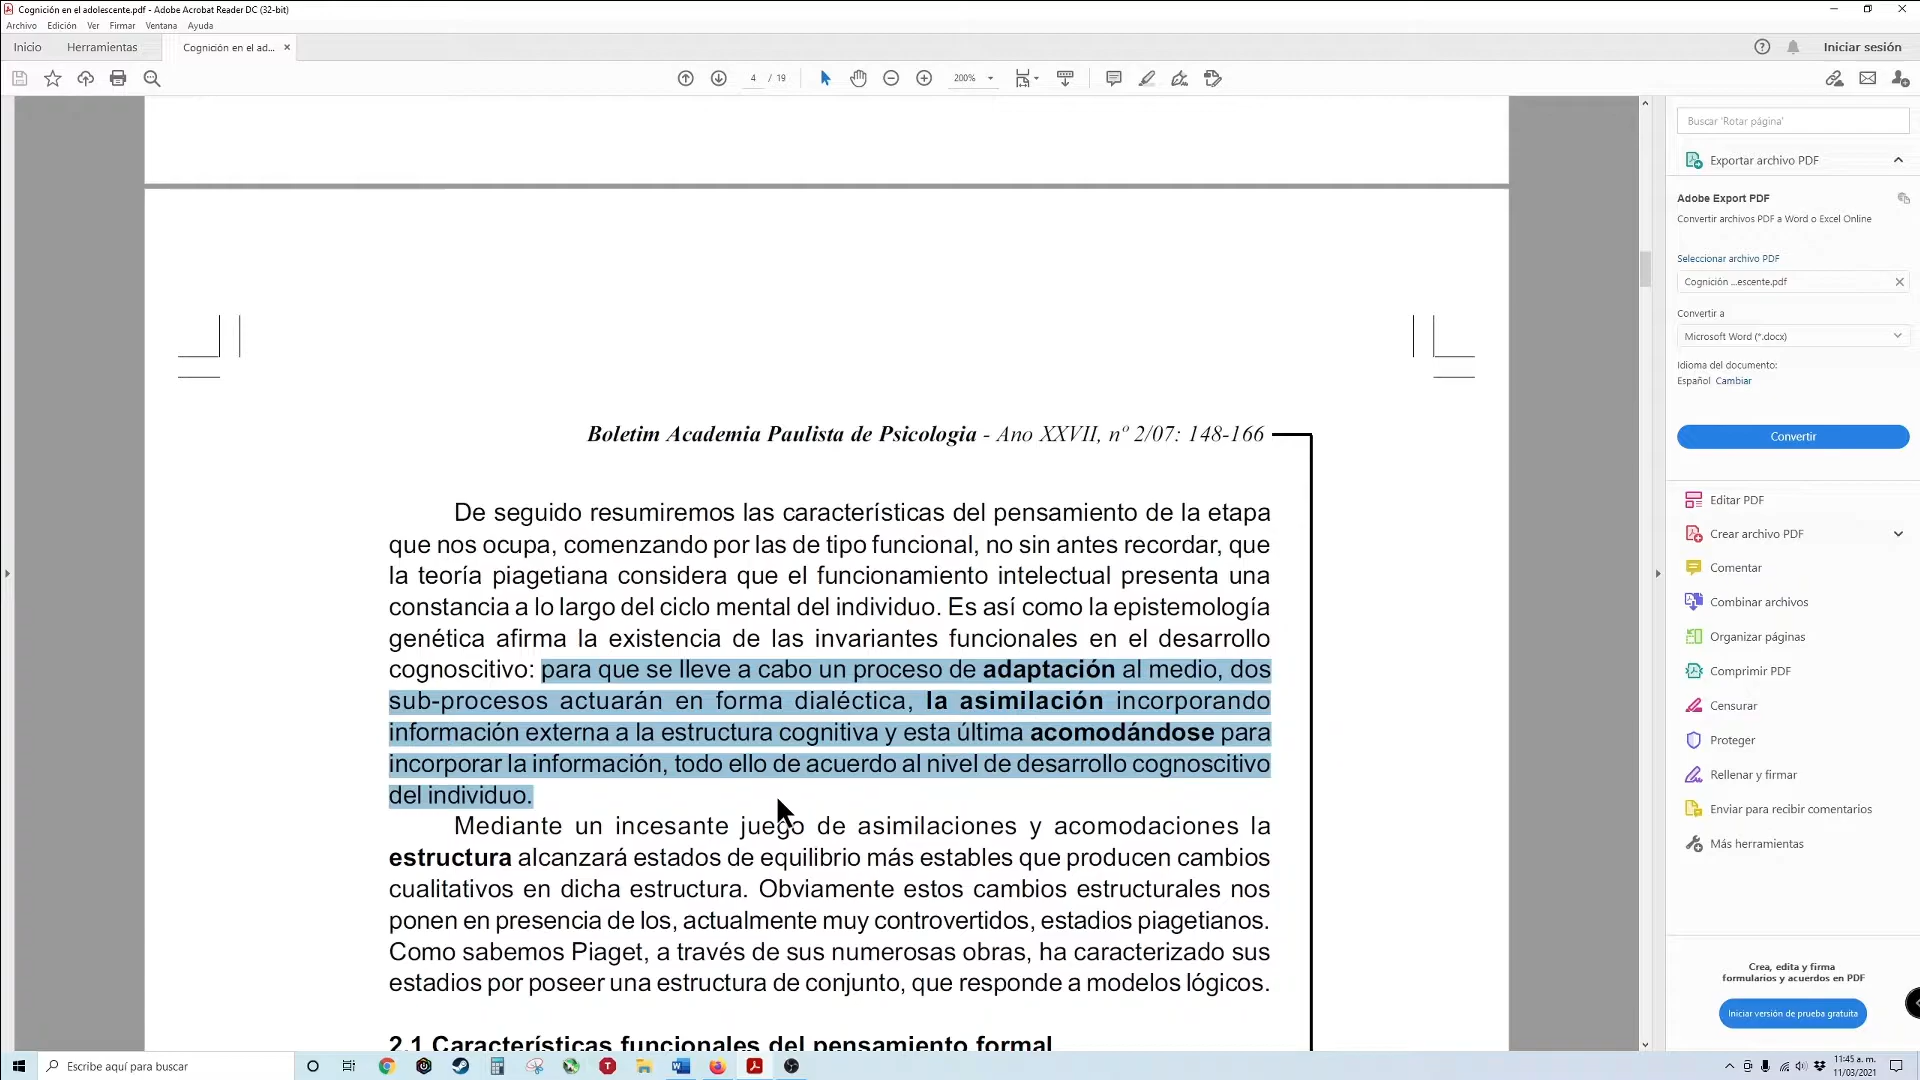 Cognición en el adolescente.pdf - Adobe Acrobat Reader DC (32-bit)
Archivo Edición Ver Firmar Ventana Ayuda
Inicio Herramientas Cognición en el ad... × Iniciar sesión
4 / 19 200%
Buscar 'Rotar página'
Exportar archivo PDF
Adobe Export PDF
Convertir archivos PDF a Word o Excel Online
Seleccionar archivo PDF
Cognición ...escente.pdf
Convertir a
Microsoft Word (*.docx)
Idioma del documento:
Español Cambiar
Convertir
Editar PDF
Crear archivo PDF
Comentar
Combinar archivos
Organizar páginas
Comprimir PDF
Censurar
Proteger
Rellenar y firmar
Enviar para recibir comentarios
Más herramientas
Crea, edita y firma
formularios y acuerdos en PDF
Iniciar versión de prueba gratuita
Boletim Academia Paulista de Psicologia - Ano XXVII, nº 2/07: 148-166
De seguido resumiremos las características del pensamiento de la etapa
que nos ocupa, comenzando por las de tipo funcional, no sin antes recordar, que
la teoría piagetiana considera que el funcionamiento intelectual presenta una
constancia a lo largo del ciclo mental del individuo. Es así como la epistemología
genética afirma la existencia de las invariantes funcionales en el desarrollo
cognoscitivo: para que se lleve a cabo un proceso de adaptación al medio, dos
sub-procesos actuarán en forma dialéctica, la asimilación incorporando
información externa a la estructura cognitiva y esta última acomodándose para
incorporar la información, todo ello de acuerdo al nivel de desarrollo cognoscitivo
del individuo.
Mediante un incesante juego de asimilaciones y acomodaciones la
estructura alcanzará estados de equilibrio más estables que producen cambios
cualitativos en dicha estructura. Obviamente estos cambios estructurales nos
ponen en presencia de los, actualmente muy controvertidos, estadios piagetianos.
Como sabemos Piaget, a través de sus numerosas obras, ha caracterizado sus
estadios por poseer una estructura de conjunto, que responde a modelos lógicos.
2.1 Características funcionales del pensamiento formal
Escribe aquí para buscar
11:45 a. m.
11/03/2021